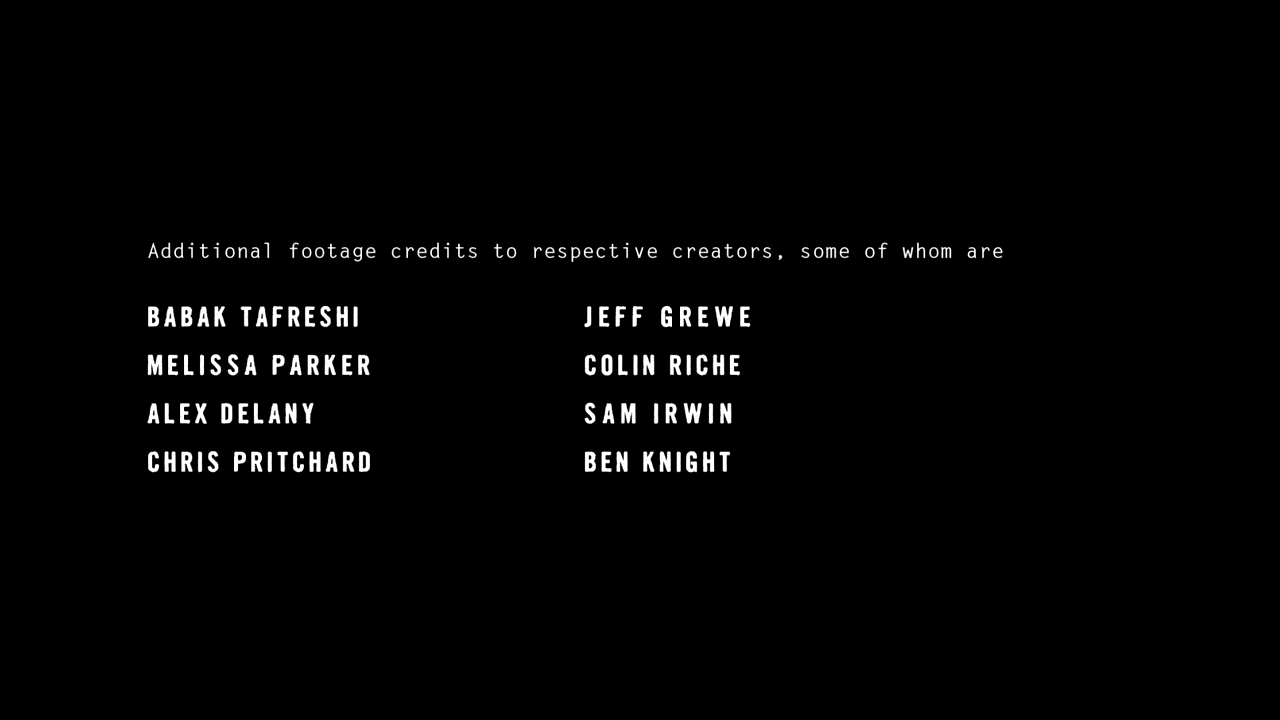 Additional footage credits to respective creators, some of whom are
BABAK TAFRESHI
MELISSA PARKER
ALEX DELANY
CHRIS PRITCHARD
JEFF GREWE
COLIN RICHE
SAM IRWIN
BEN KNIGHT